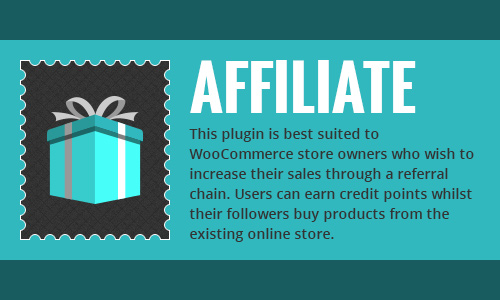 AFFILIATE
This plugin is best suited to
WooCommerce store owners who wish to
increase their sales through a referral
chain. Users can earn credit points whilst
their followers buy products from the
existing online store.